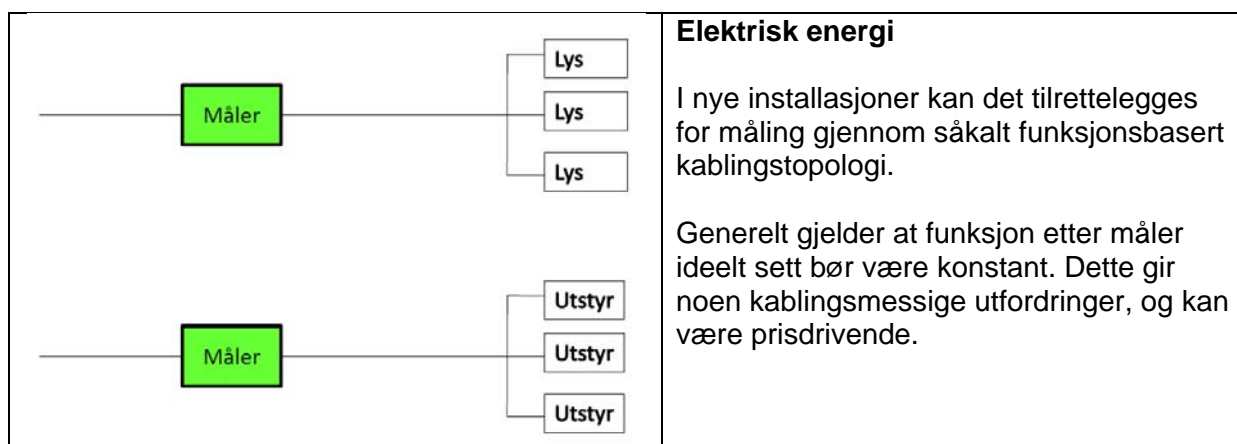 Lys
Måler
Lys
Lys
Utstyr
Måler
Utstyr
Utstyr
Elektrisk energi
I nye installasjoner kan det tilrettelegges
for måling gjennom såkalt funksjonsbasert
kablingstopologi.
Generelt gjelder at funksjon etter måler
ideelt sett bør være konstant. Dette gir
noen kablingsmessige utfordringer, og kan
være prisdrivende.